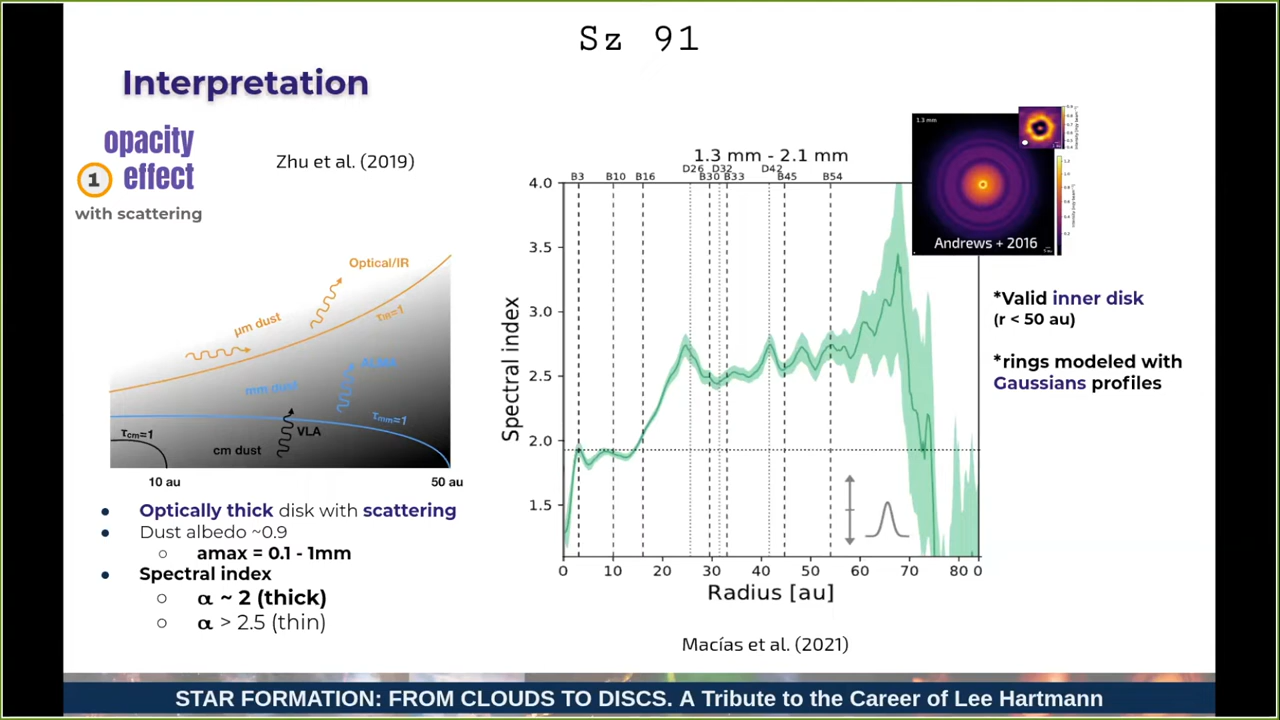 Sz 91
Interpretation
opacity
1 effect
with scattering
Zhu et al. (2019)
Optical/IR
μm dust
τIR=1
ALMA
mm dust
τmm=1
τcm=1
VLA
cm dust
10 au
50 au
Optically thick disk with scattering
Dust albedo ~0.9
amax = 0.1 - 1mm
Spectral index
α ~ 2 (thick)
α > 2.5 (thin)
1.3 mm - 2.1 mm
D26 D32 D42
B3 B10 B16 B30 B33 B45 B54
4.0
3.5
3.0
2.5
2.0
1.5
Spectral index
0 10 20 30 40 50 60 70 80 0
Radius [au]
Macías et al. (2021)
1.3 mm
Andrews + 2016
*Valid inner disk
(r < 50 au)
*rings modeled with
Gaussians profiles
STAR FORMATION: FROM CLOUDS TO DISCS. A Tribute to the Career of Lee Hartmann